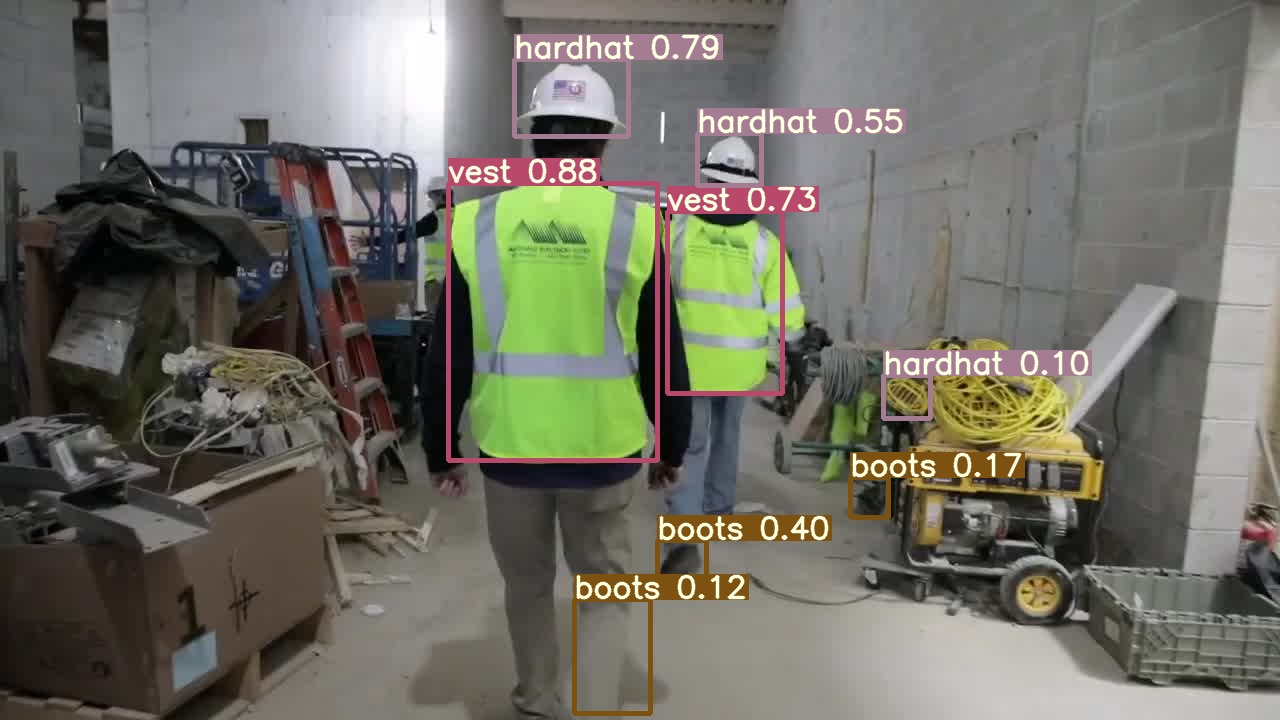 hardhat 0.79
hardhat 0.55
vest 0.88
vest 0.73
hardhat 0.10
boots 0.17
boots 0.40
boots 0.12
1